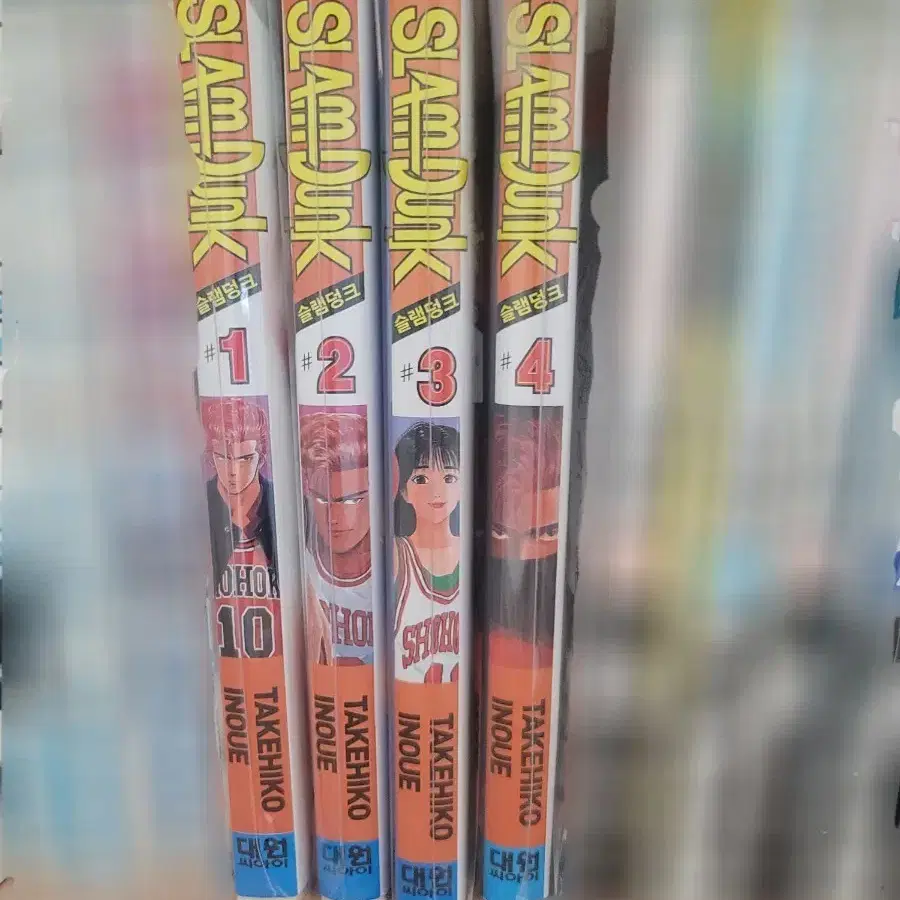 SLAM DUNK
슬램덩크
#1
SHOHOK
10
TAKEHIKO
INOUE
대원
씨아이
SLAM DUNK
슬램덩크
#2
SHO
TAKEHIKO
INOUE
대원
씨아이
SLAM DUNK
슬램덩크
#3
SHOHO
TAKEHIKO
INOUE
대원
씨아이
SLAM DUNK
슬램덩크
#4
TAKEHIKO
INOUE
대원
씨아이